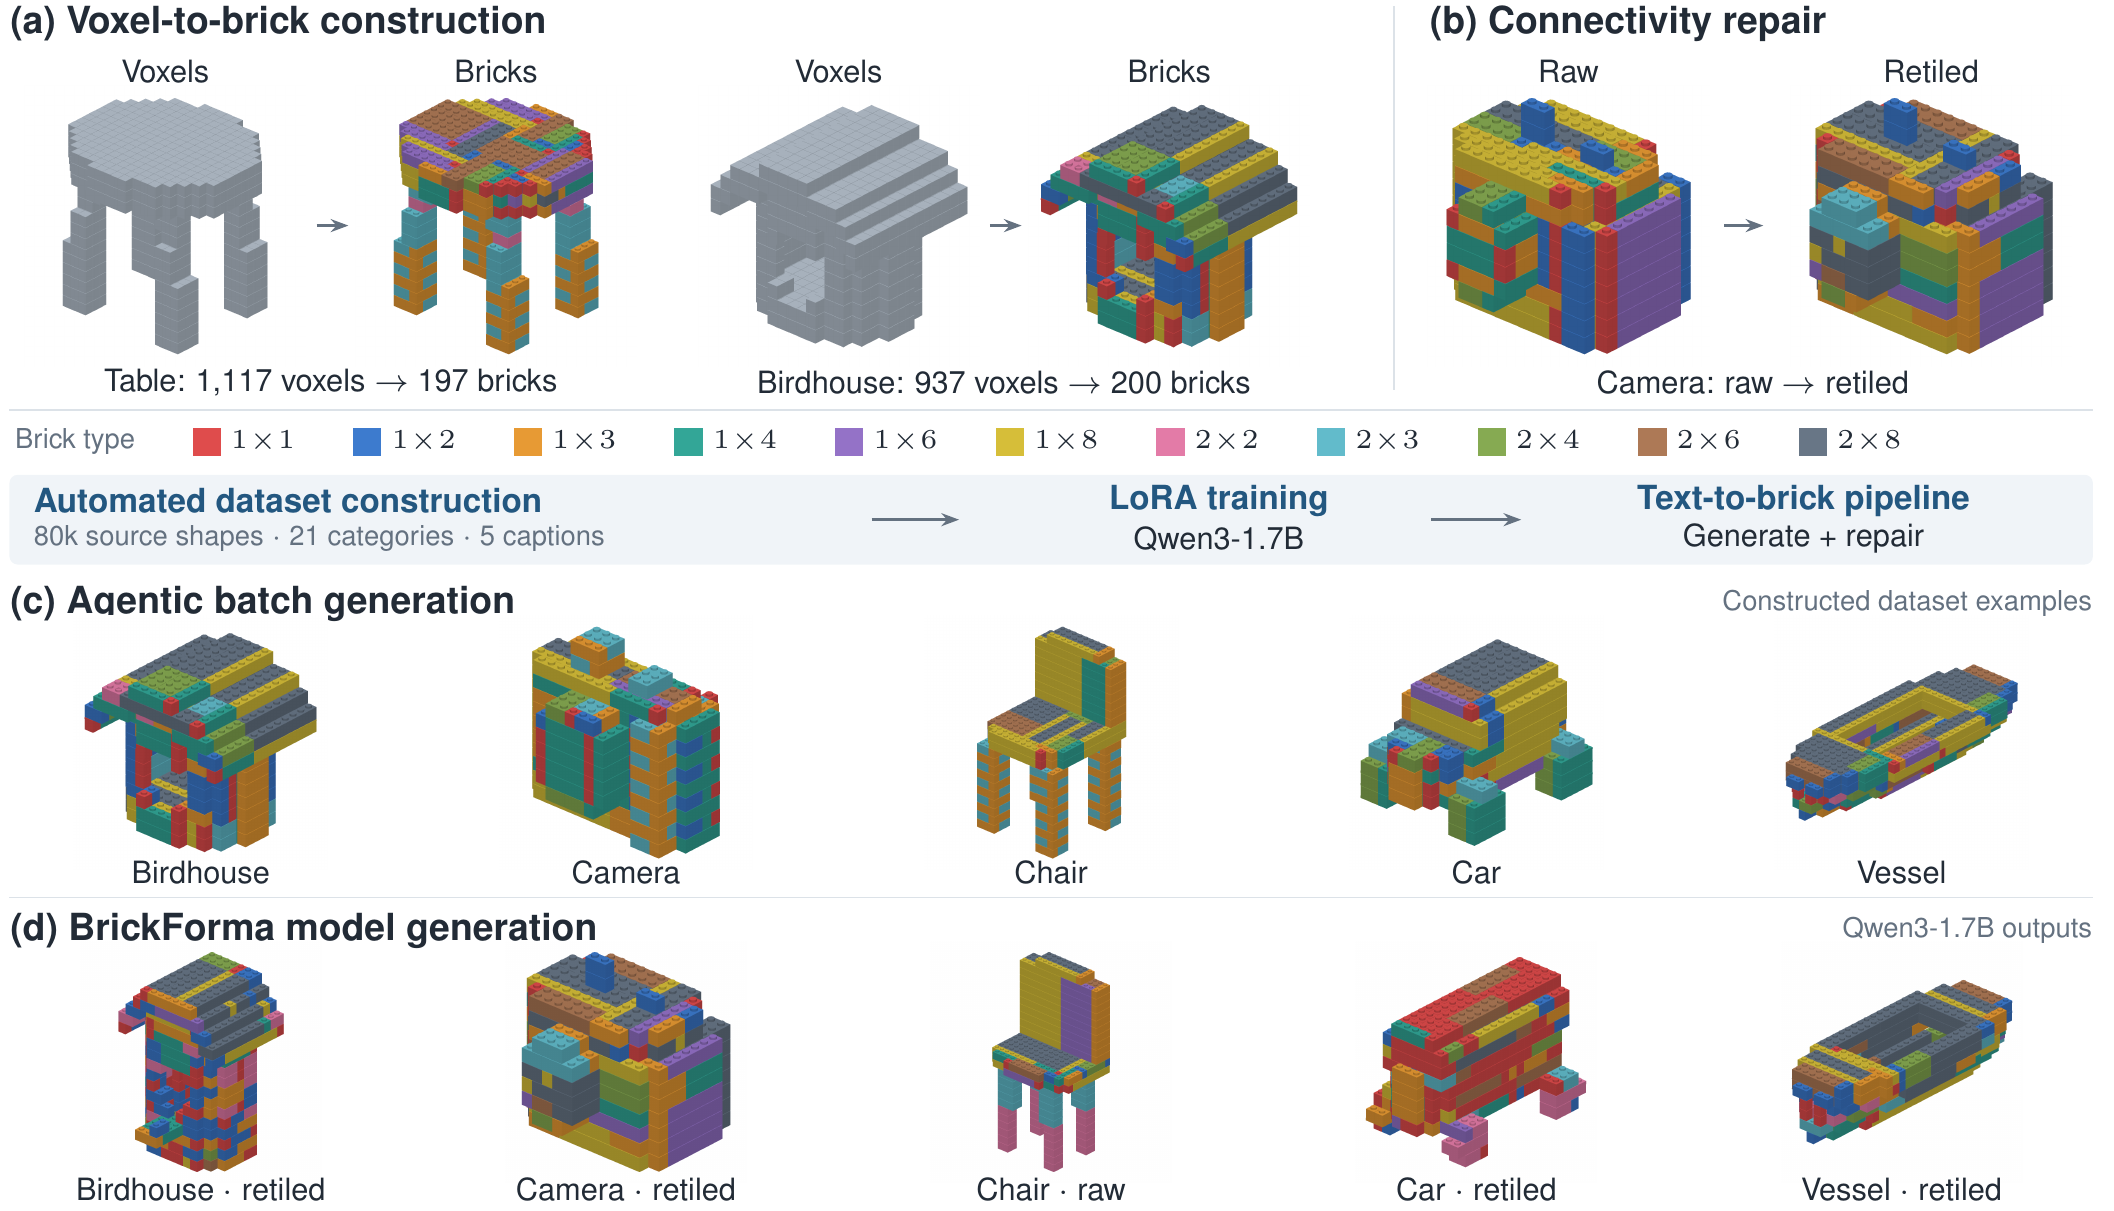 (a) Voxel-to-brick construction
(b) Connectivity repair
Voxels
Bricks
Voxels
Bricks
Raw
Retiled
Table: 1,117 voxels → 197 bricks
Birdhouse: 937 voxels → 200 bricks
Camera: raw → retiled
Brick type
1×1
1×2
1×3
1×4
1×6
1×8
2×2
2×3
2×4
2×6
2×8
Automated dataset construction
80k source shapes · 21 categories · 5 captions
LoRA training
Qwen3-1.7B
Text-to-brick pipeline
Generate + repair
(c) Agentic batch generation
Constructed dataset examples
Birdhouse
Camera
Chair
Car
Vessel
(d) BrickForma model generation
Qwen3-1.7B outputs
Birdhouse · retiled
Camera · retiled
Chair · raw
Car · retiled
Vessel · retiled